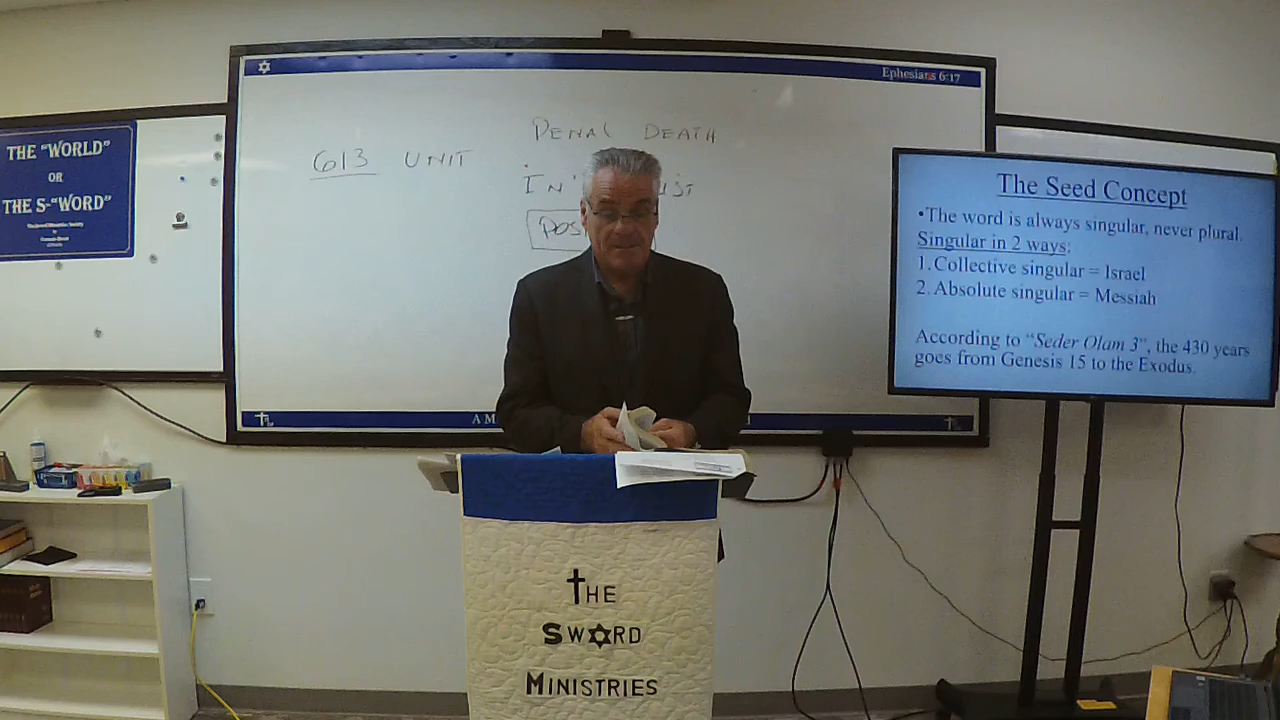 THE "WORLD"
OR
THE S-"WORD"
Ephesians 6:17
PENAL DEATH
613 UNIT
The Seed Concept
•The word is always singular, never plural.
Singular in 2 ways:
1. Collective singular = Israel
2. Absolute singular = Messiah
According to "Seder Olam 3", the 430 years
goes from Genesis 15 to the Exodus.
THE
SWORD
MINISTRIES